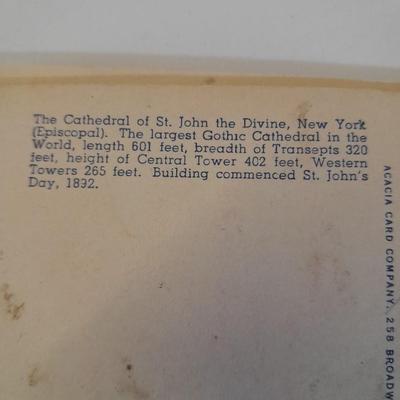 The Cathedral of St. John the Divine, New York
(Episcopal). The largest Gothic Cathedral in the
World, length 601 feet, breadth of Transepts 320
feet, height of Central Tower 402 feet, Western
Towers 265 feet. Building commenced St. John's
Day, 1892.
ACACIA CARD COMPANY. 258 BROADW